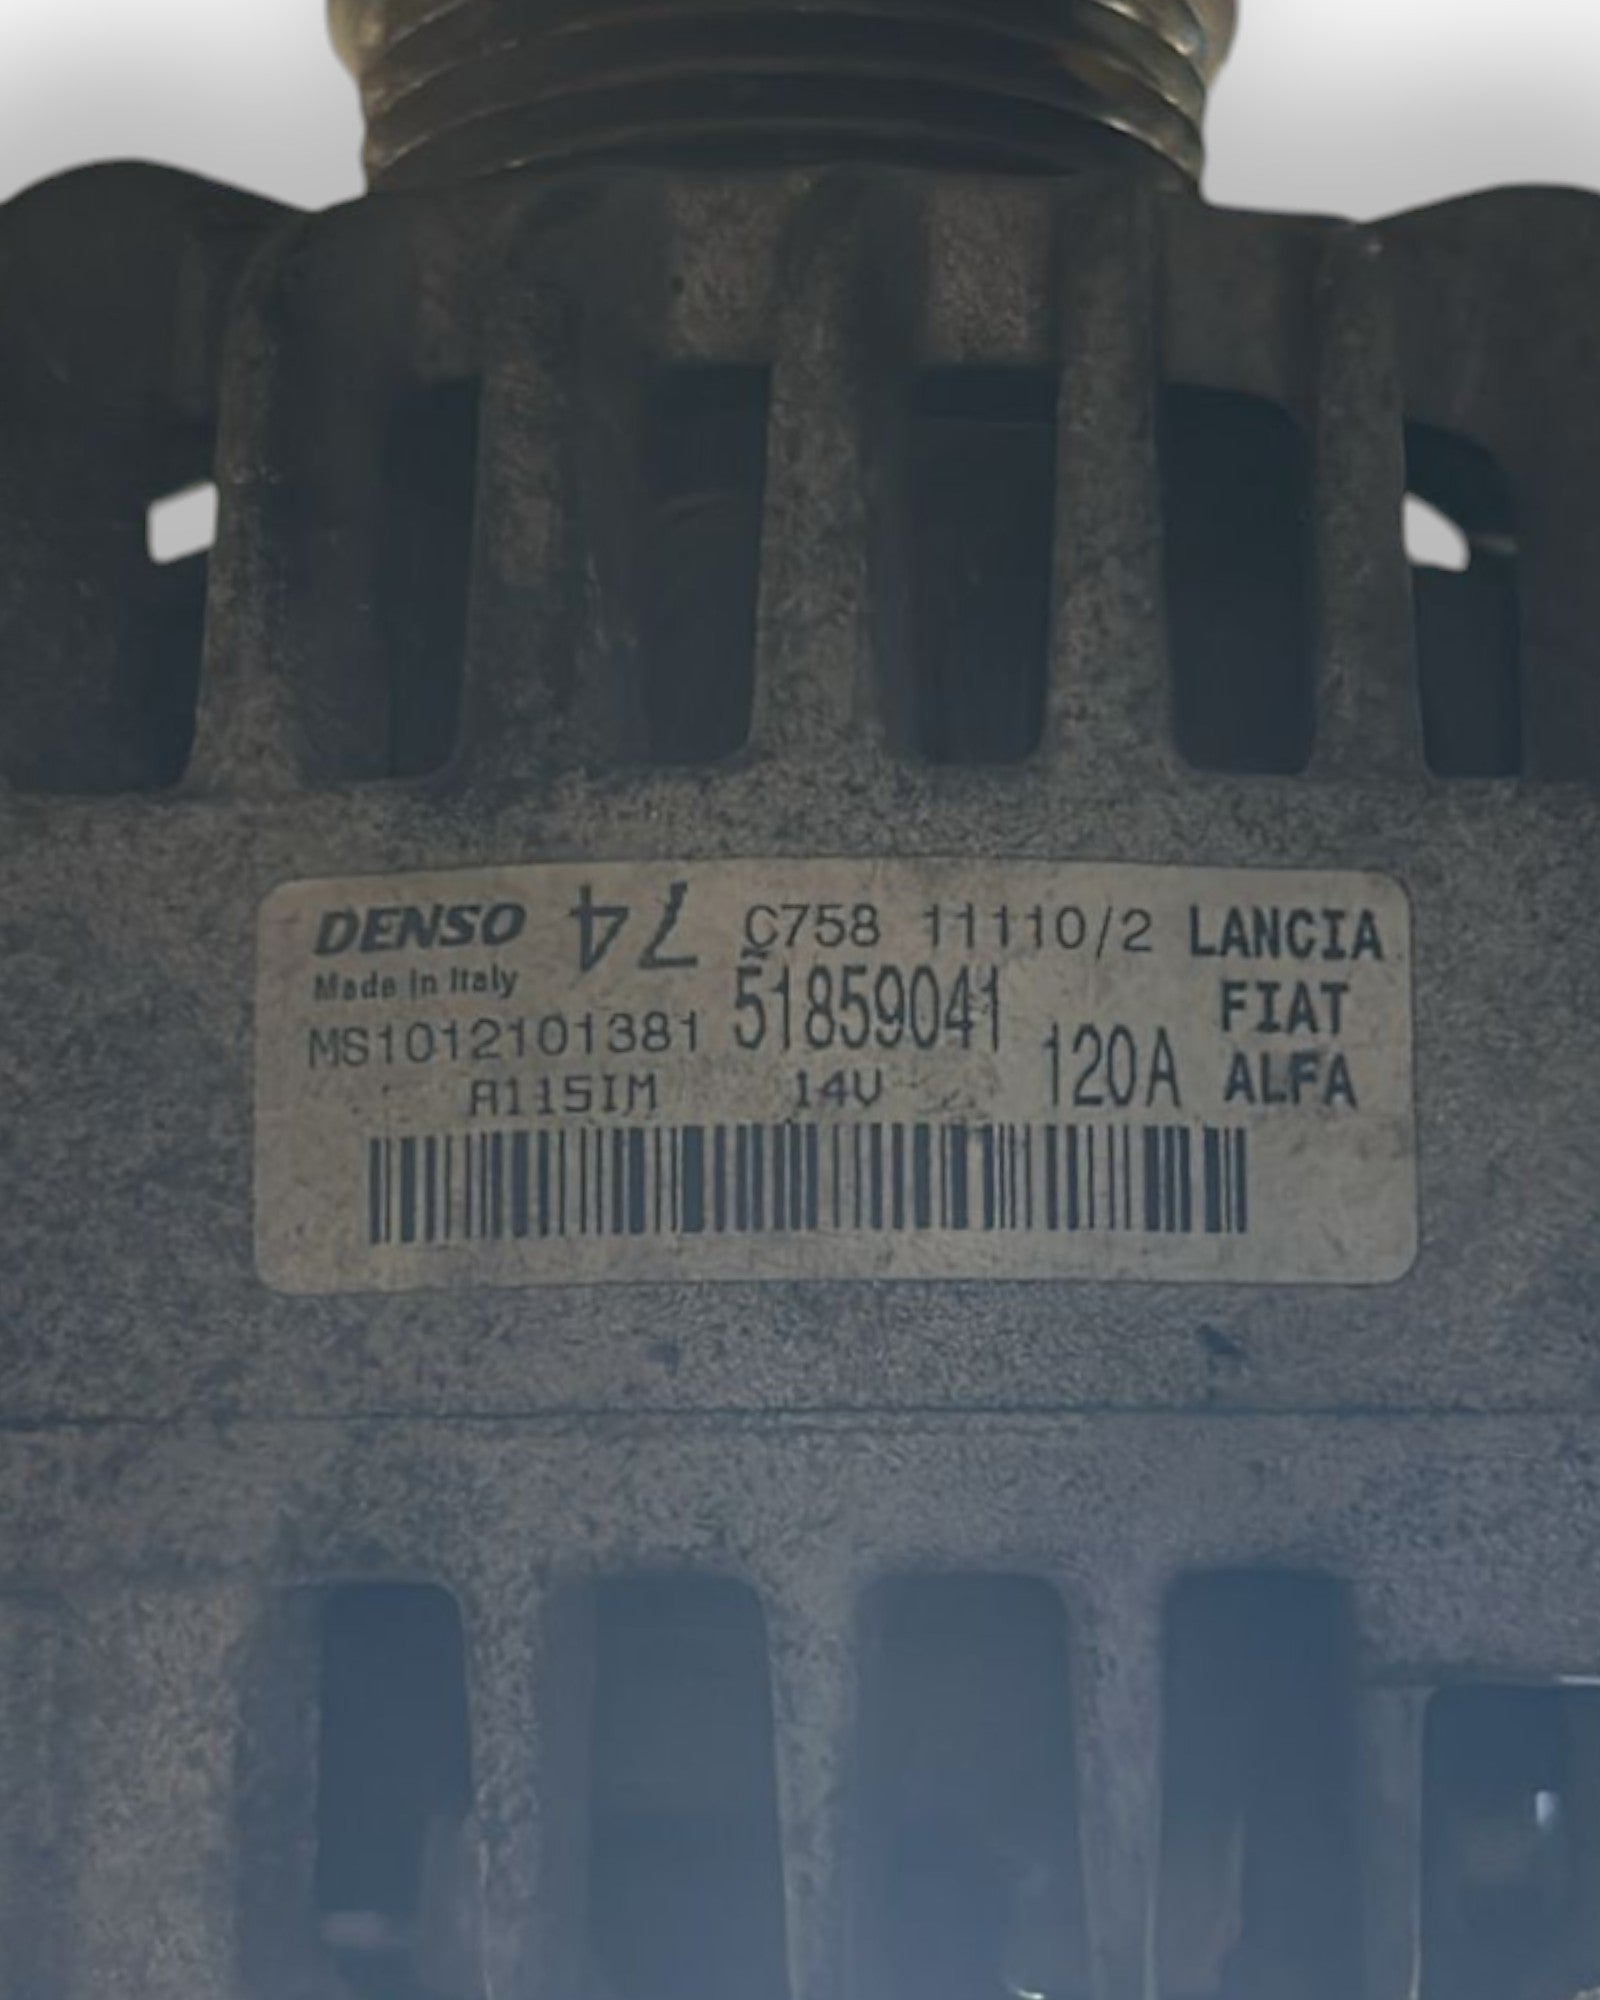 DENSO 74 C758 11110/2 LANCIA
Made in Italy 51859041 FIAT
MS1012101381 120A ALFA
A115IM 14V